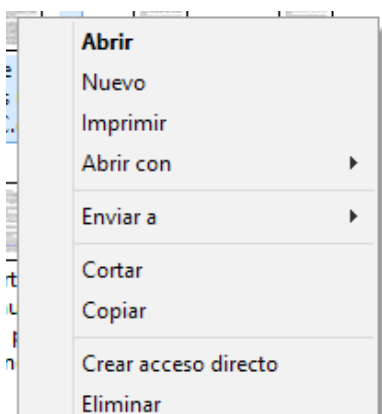 Abrir
Nuevo
Imprimir
Abrir con
Enviar a
Cortar
Copiar
Crear acceso directo
Eliminar